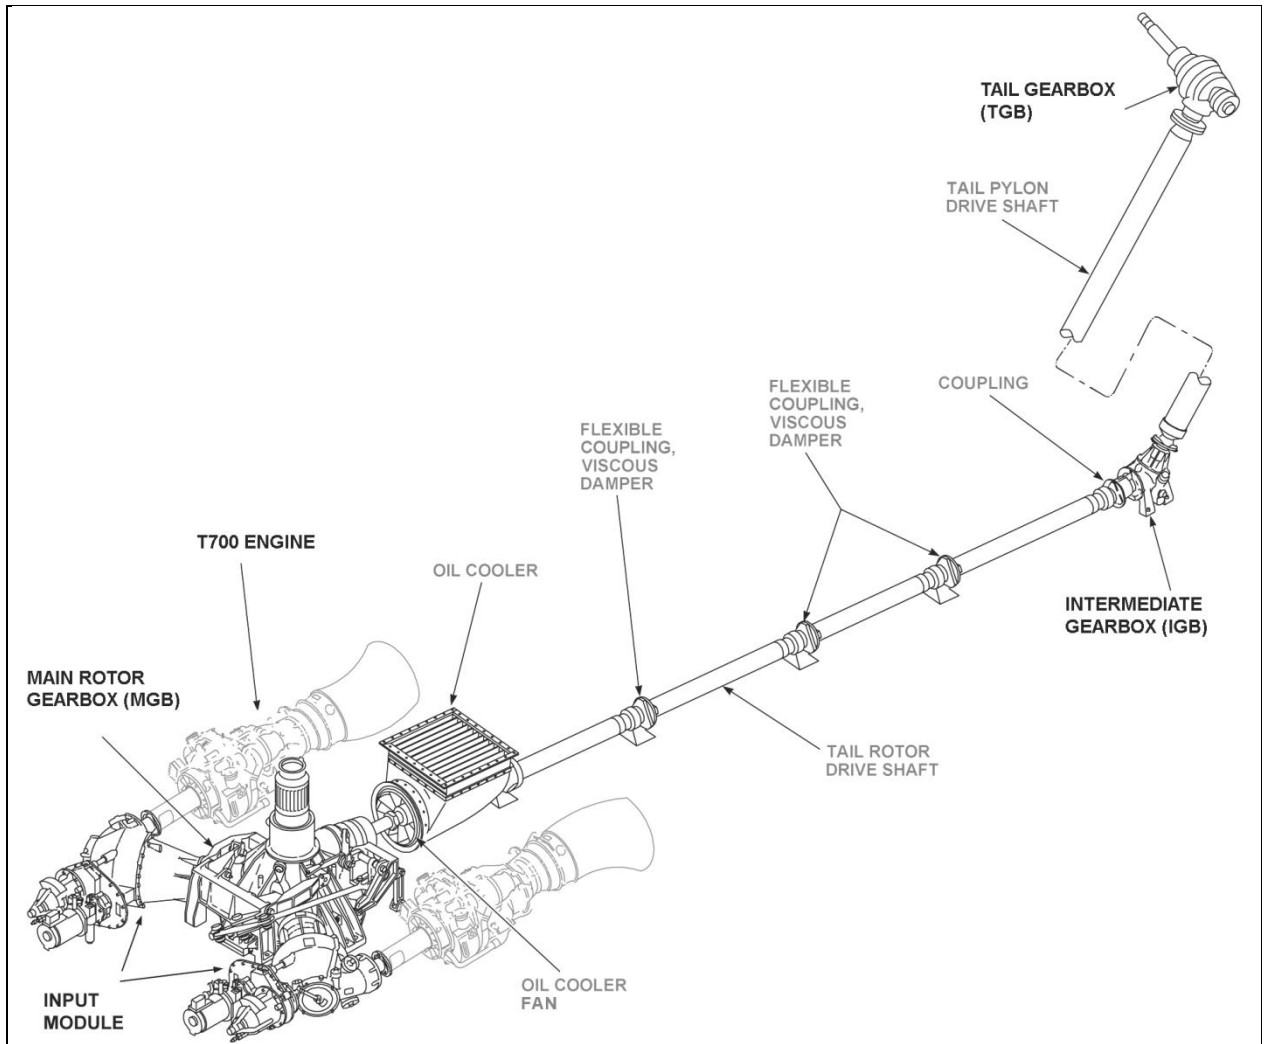 TAIL GEARBOX
(TGB)
TAIL PYLON
DRIVE SHAFT
FLEXIBLE
COUPLING,
VISCOUS
DAMPER
COUPLING
FLEXIBLE
COUPLING,
VISCOUS
DAMPER
T700 ENGINE
OIL COOLER
INTERMEDIATE
GEARBOX (IGB)
MAIN ROTOR
GEARBOX (MGB)
TAIL ROTOR
DRIVE SHAFT
OIL COOLER
FAN
INPUT
MODULE